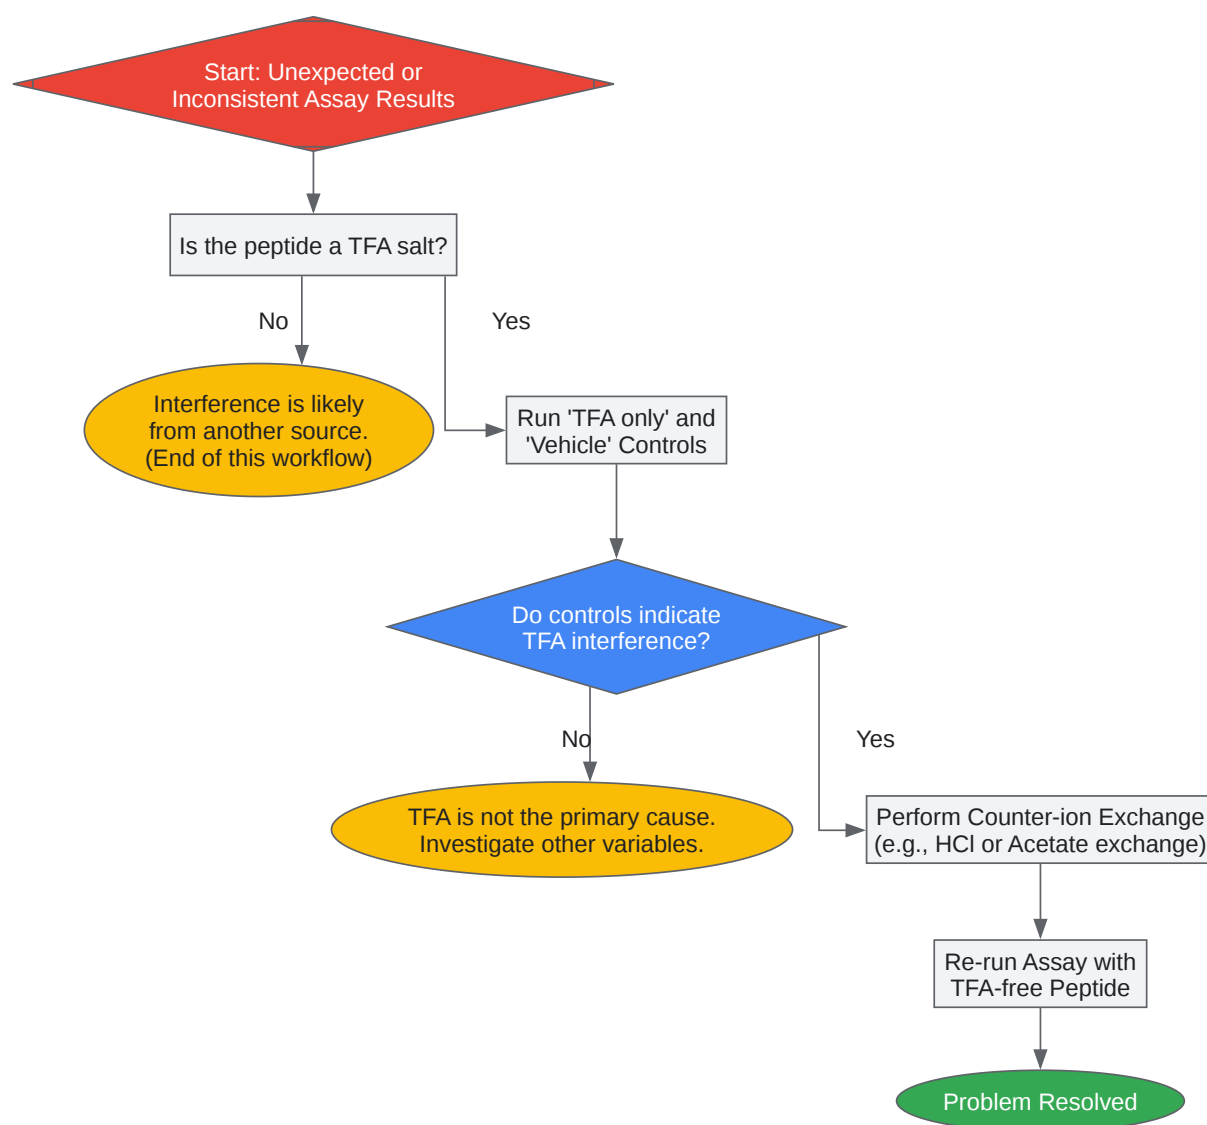 Start: Unexpected or
Inconsistent Assay Results
Is the peptide a TFA salt?
No
Yes
Interference is likely
from another source.
(End of this workflow)
Run 'TFA only' and
'Vehicle' Controls
Do controls indicate
TFA interference?
No
Yes
TFA is not the primary cause.
Investigate other variables.
Perform Counter-ion Exchange
(e.g., HCl or Acetate exchange)
Re-run Assay with
TFA-free Peptide
Problem Resolved